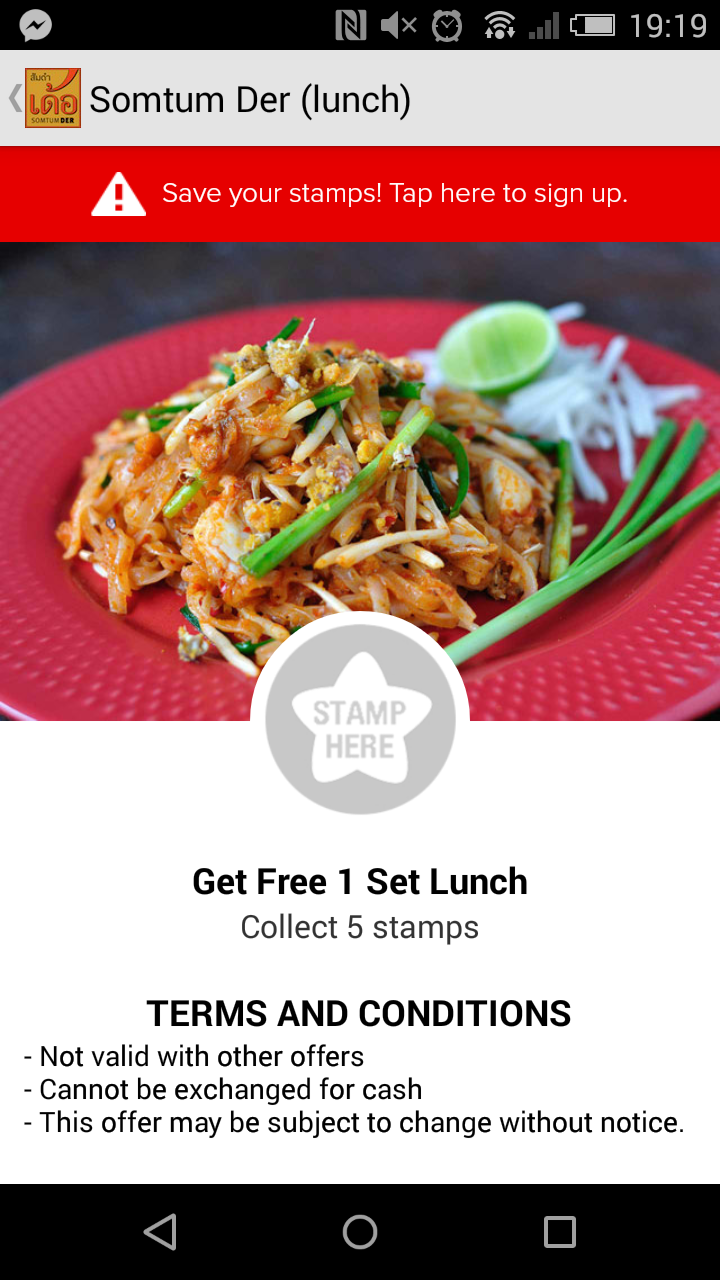 19:19
ส้มตำ
เด้อ
SOMTUM DER
Somtum Der (lunch)
Save your stamps! Tap here to sign up.
STAMP
HERE
Get Free 1 Set Lunch
Collect 5 stamps
TERMS AND CONDITIONS
- Not valid with other offers
- Cannot be exchanged for cash
- This offer may be subject to change without notice.